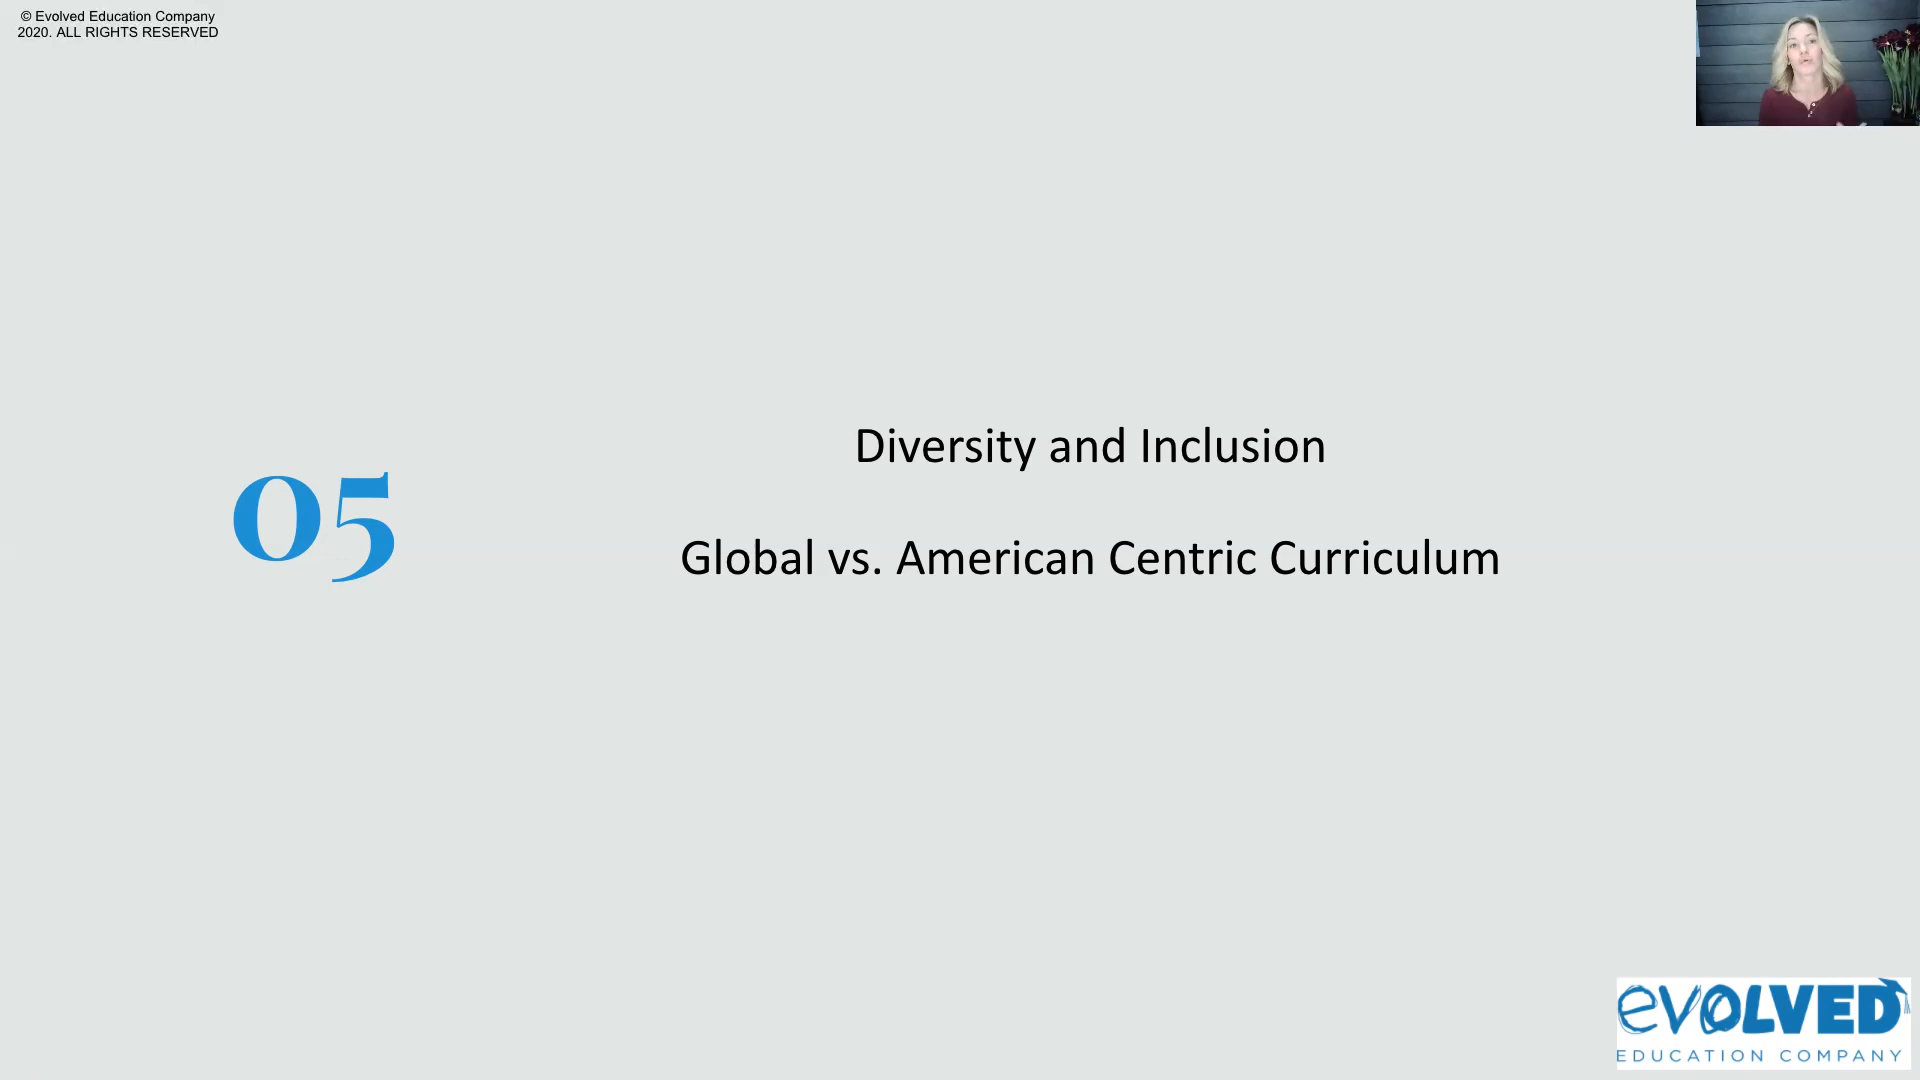 © Evolved Education Company
2020. ALL RIGHTS RESERVED
Diversity and Inclusion
05
Global vs. American Centric Curriculum
eVOLVED
EDUCATION COMPANY